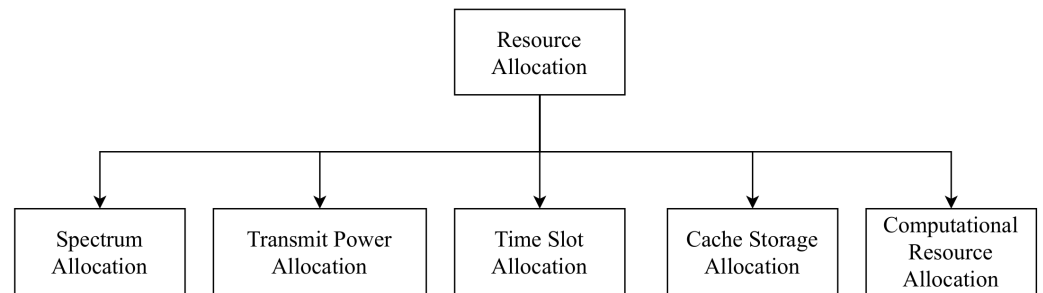 Resource
Allocation
Spectrum
Allocation
Transmit Power
Allocation
Time Slot
Allocation
Cache Storage
Allocation
Computational
Resource
Allocation